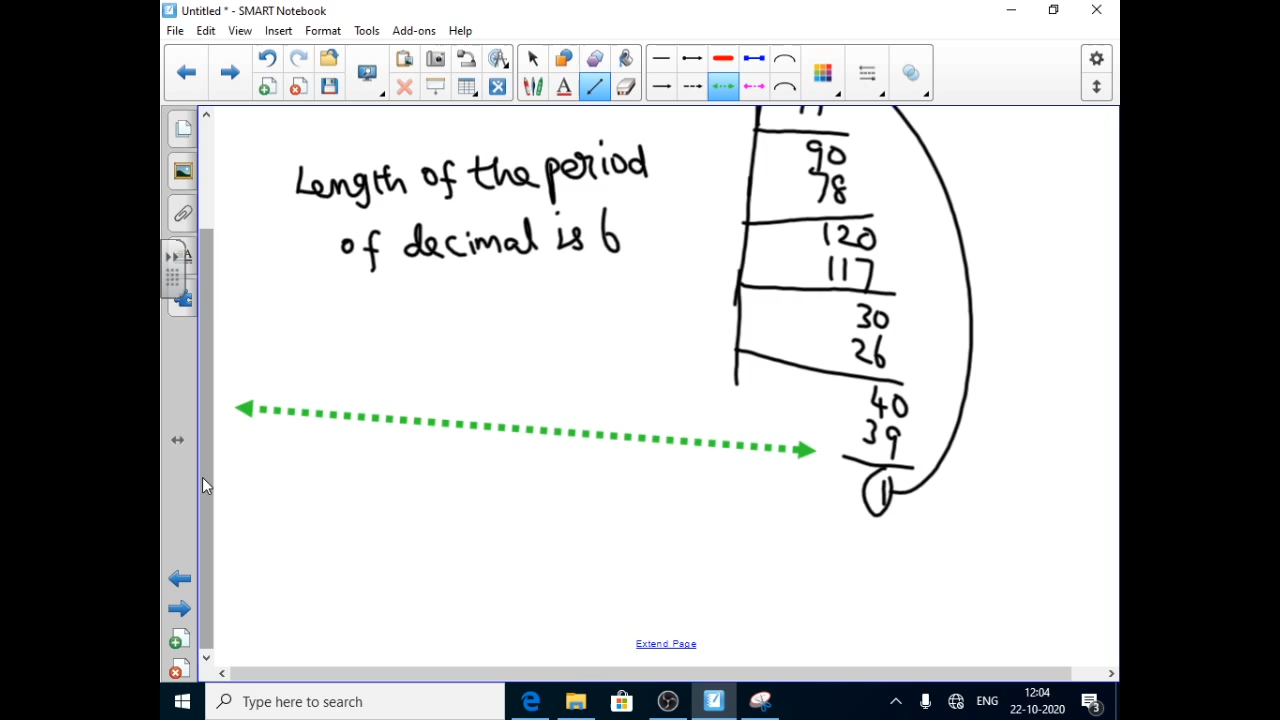 Untitled * - SMART Notebook
File Edit View Insert Format Tools Add-ons Help
Length of the period
of decimal is 6
90
78
120
117
30
26
40
39
1
Extend Page
Type here to search
ENG
12:04
22-10-2020
3